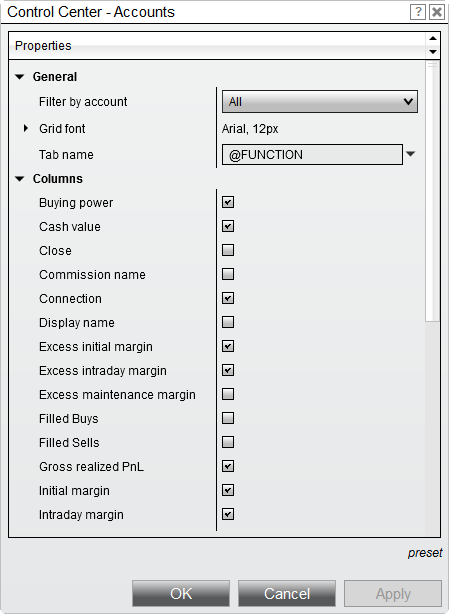 Control Center - Accounts
Properties
General
Filter by account All
Grid font Arial, 12px
Tab name @FUNCTION
Columns
Buying power
Cash value
Close
Commission name
Connection
Display name
Excess initial margin
Excess intraday margin
Excess maintenance margin
Filled Buys
Filled Sells
Gross realized PnL
Initial margin
Intraday margin
preset
OK Cancel Apply